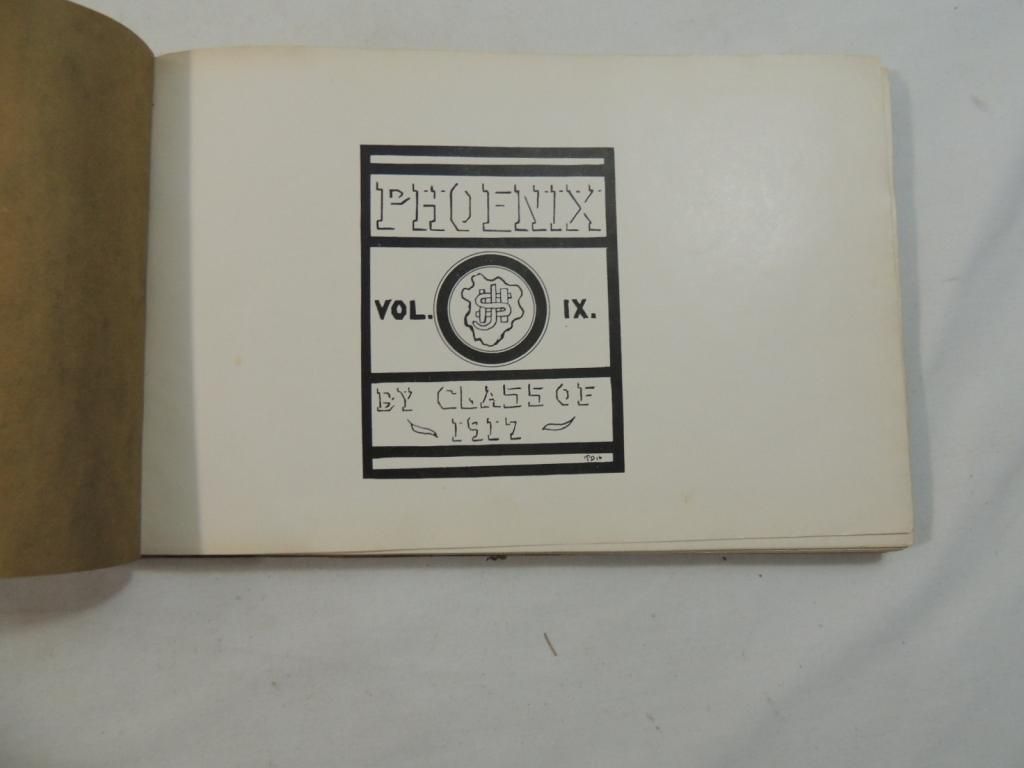 PHOENIX
VOL. IX.
BY CLASS OF
1917